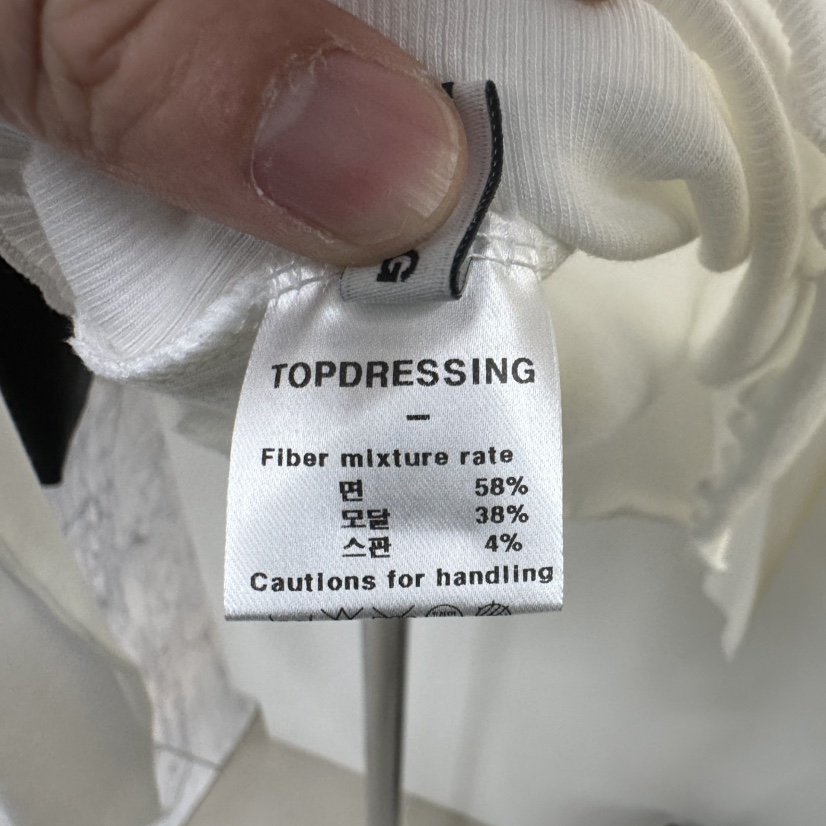 G
TOPDRESSING
-
Fiber mixture rate
면 58%
모달 38%
스판 4%
Cautions for handling